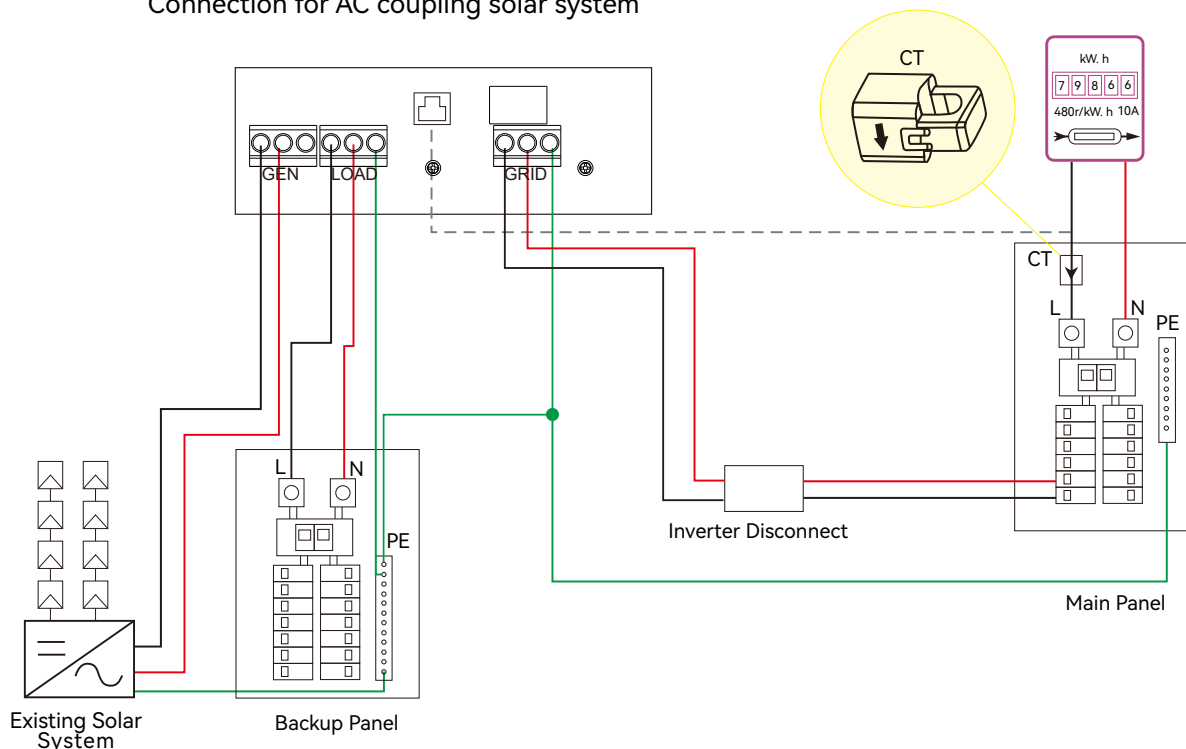 Connection for AC coupling solar system
CT
kW. h
7 9 8 6 6
480r/kW. h 10A
GEN
LOAD
GRID
CT
L
N
PE
L
N
PE
Inverter Disconnect
Main Panel
Existing Solar
System
Backup Panel